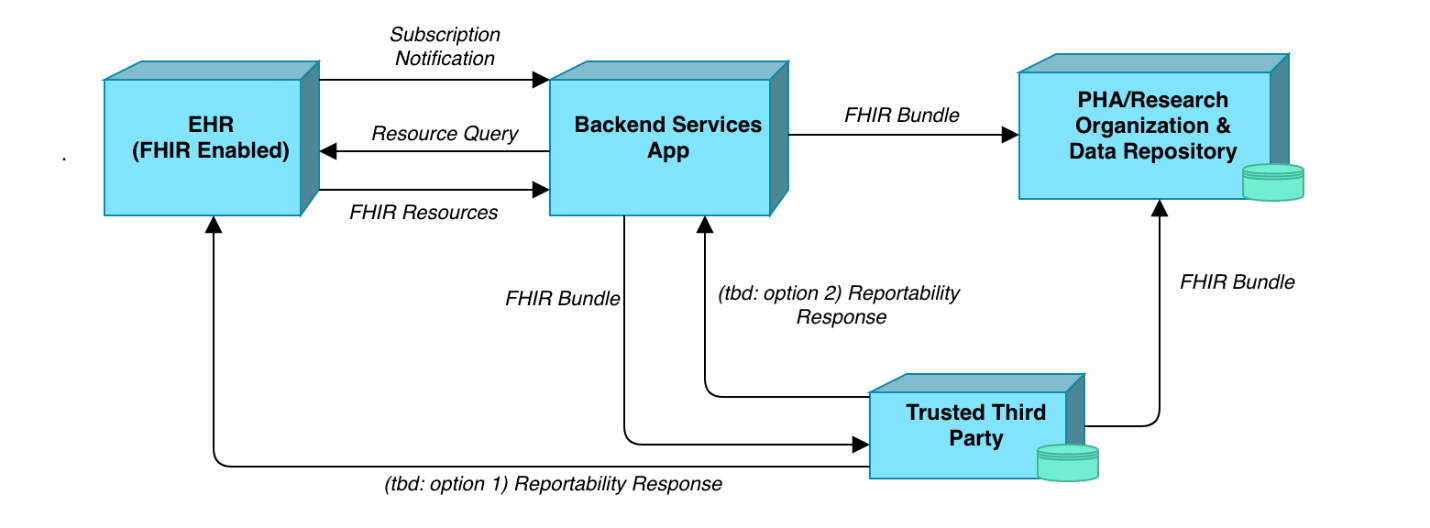 Subscription
Notification
EHR
(FHIR Enabled)
Resource Query
FHIR Resources
Backend Services
App
FHIR Bundle
PHA/Research
Organization &
Data Repository
FHIR Bundle
(tbd: option 2) Reportability
Response
FHIR Bundle
Trusted Third
Party
(tbd: option 1) Reportability Response